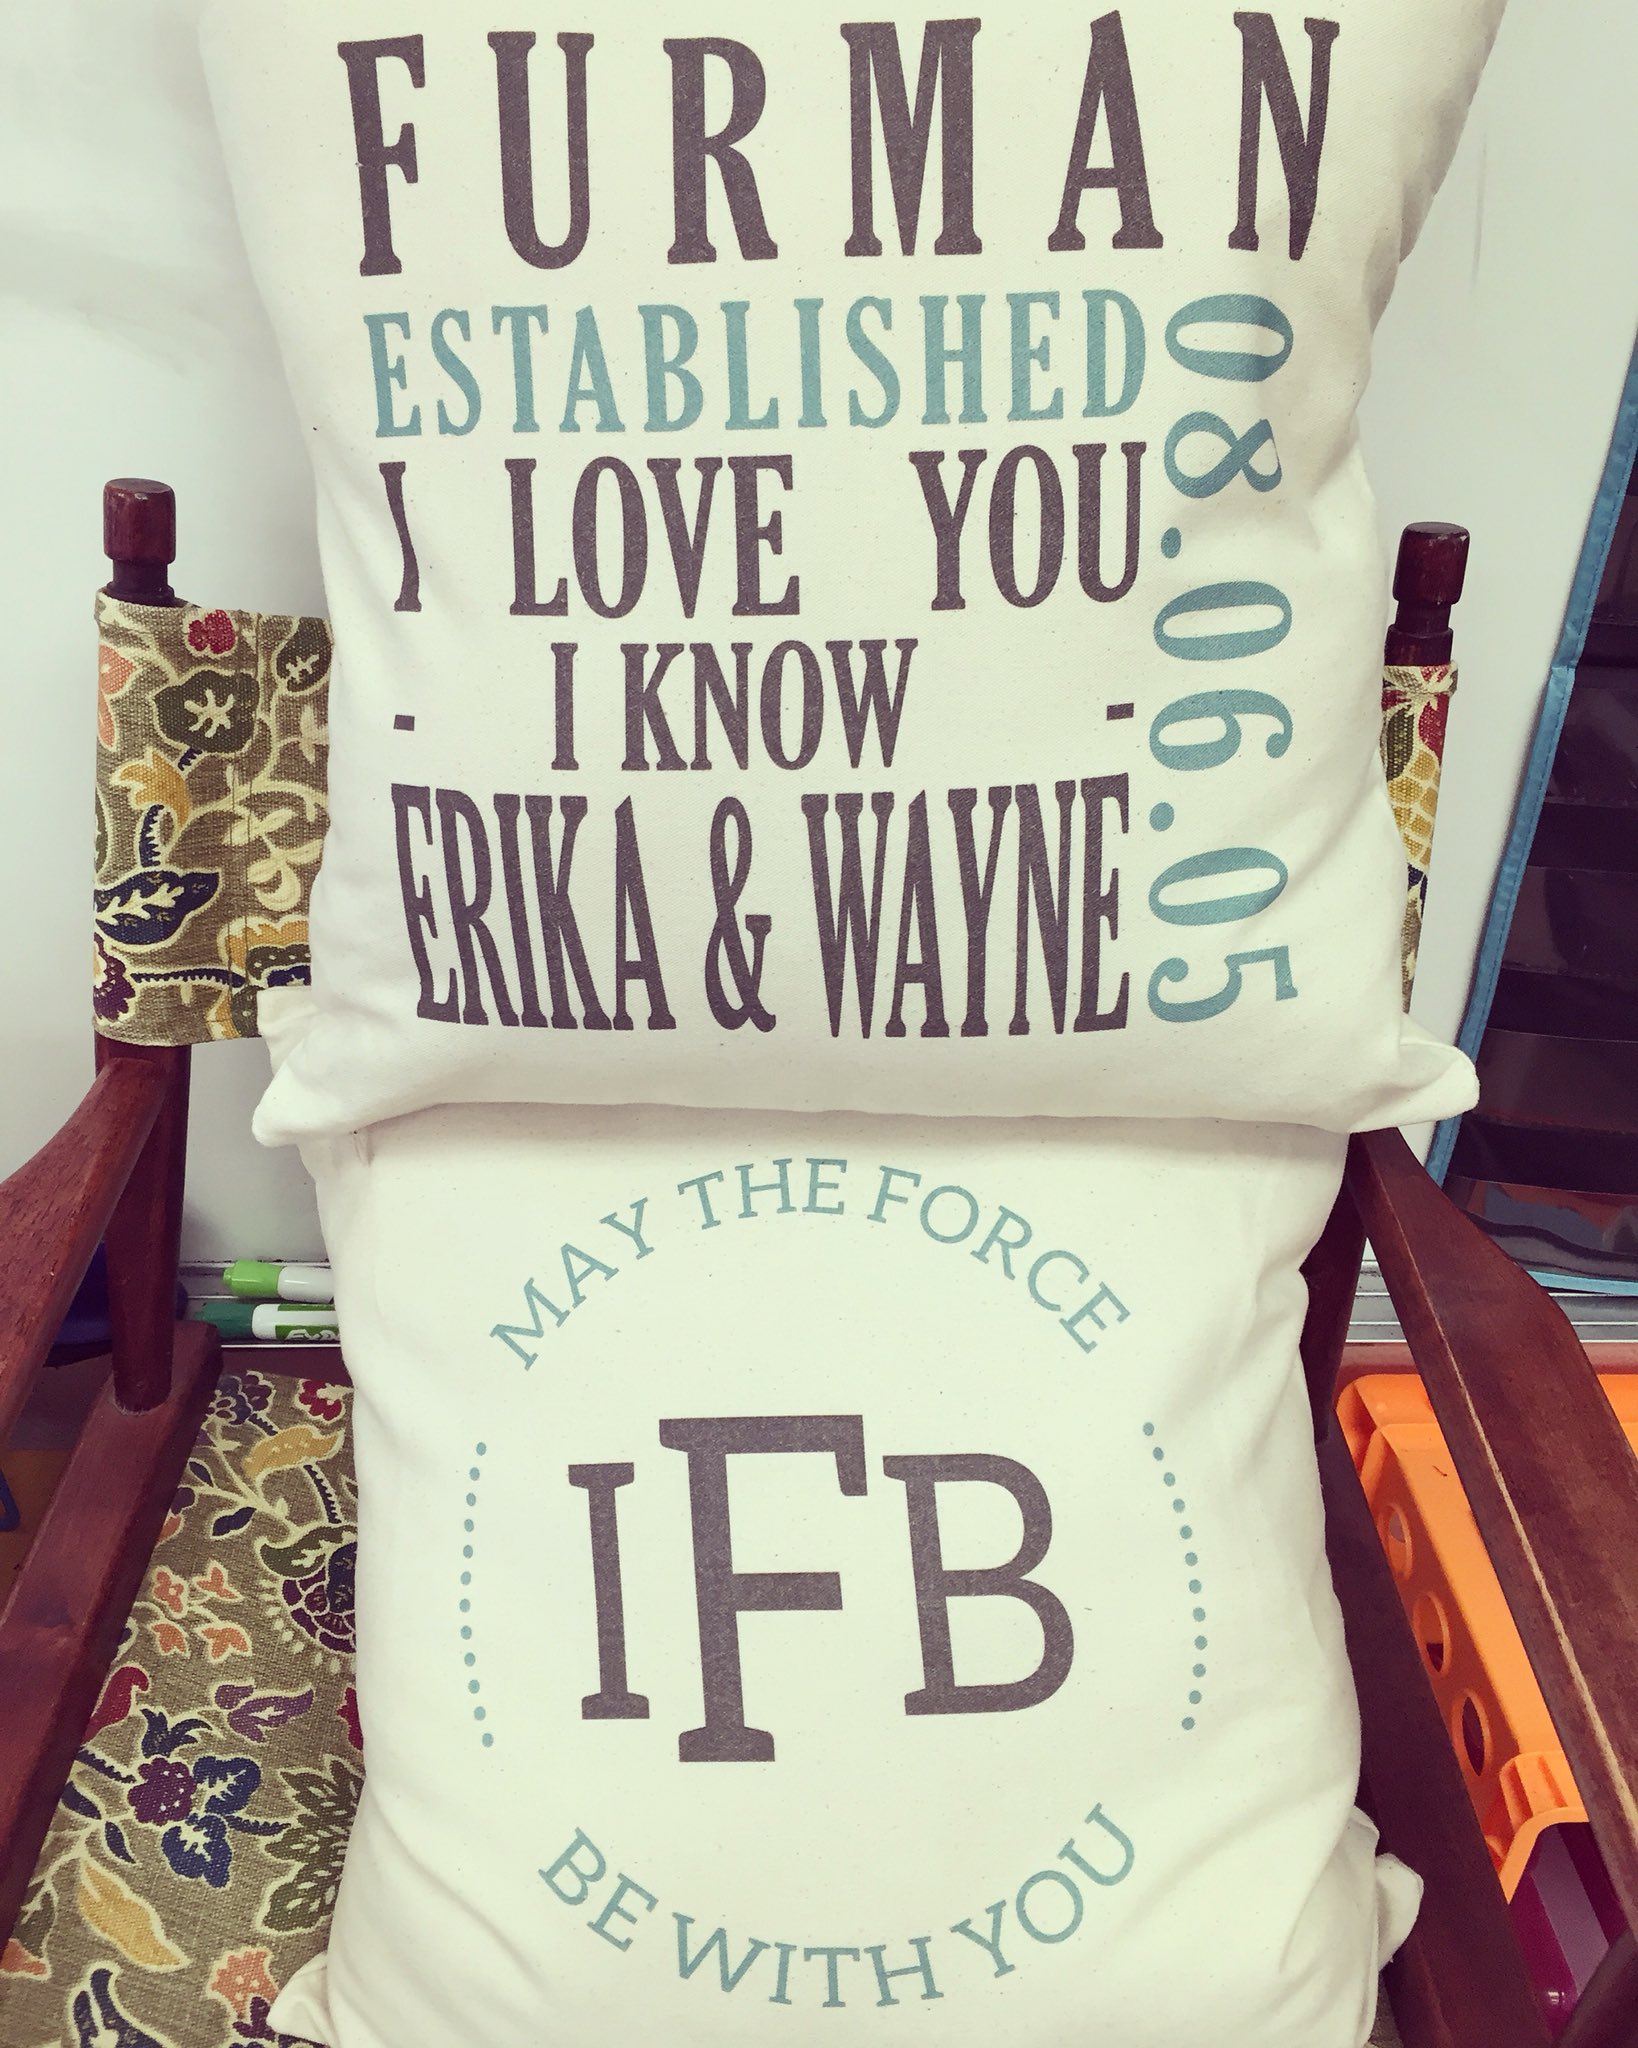 FURMAN
ESTABLISHED
08.06.05
I LOVE YOU
- I KNOW -
ERIKA & WAYNE
MAY THE FORCE
IFB
BE WITH YOU